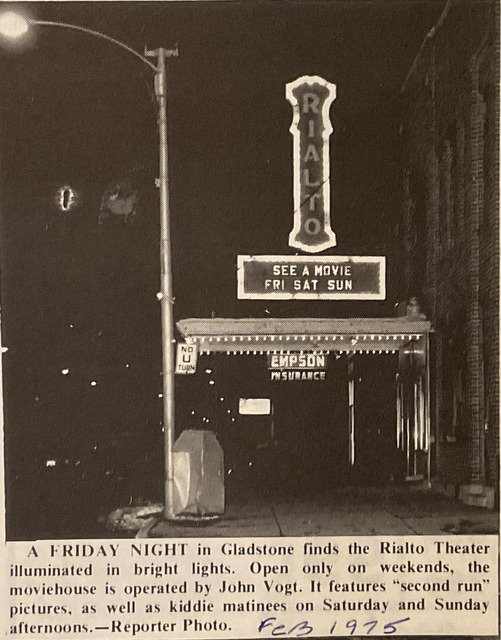 RIALTO
SEE A MOVIE
FRI SAT SUN
NO
U
TURN
EMPSON
INSURANCE
A FRIDAY NIGHT in Gladstone finds the Rialto Theater
illuminated in bright lights. Open only on weekends, the
moviehouse is operated by John Vogt. It features “second run”
pictures, as well as kiddie matinees on Saturday and Sunday
afternoons.—Reporter Photo. FEB 1975